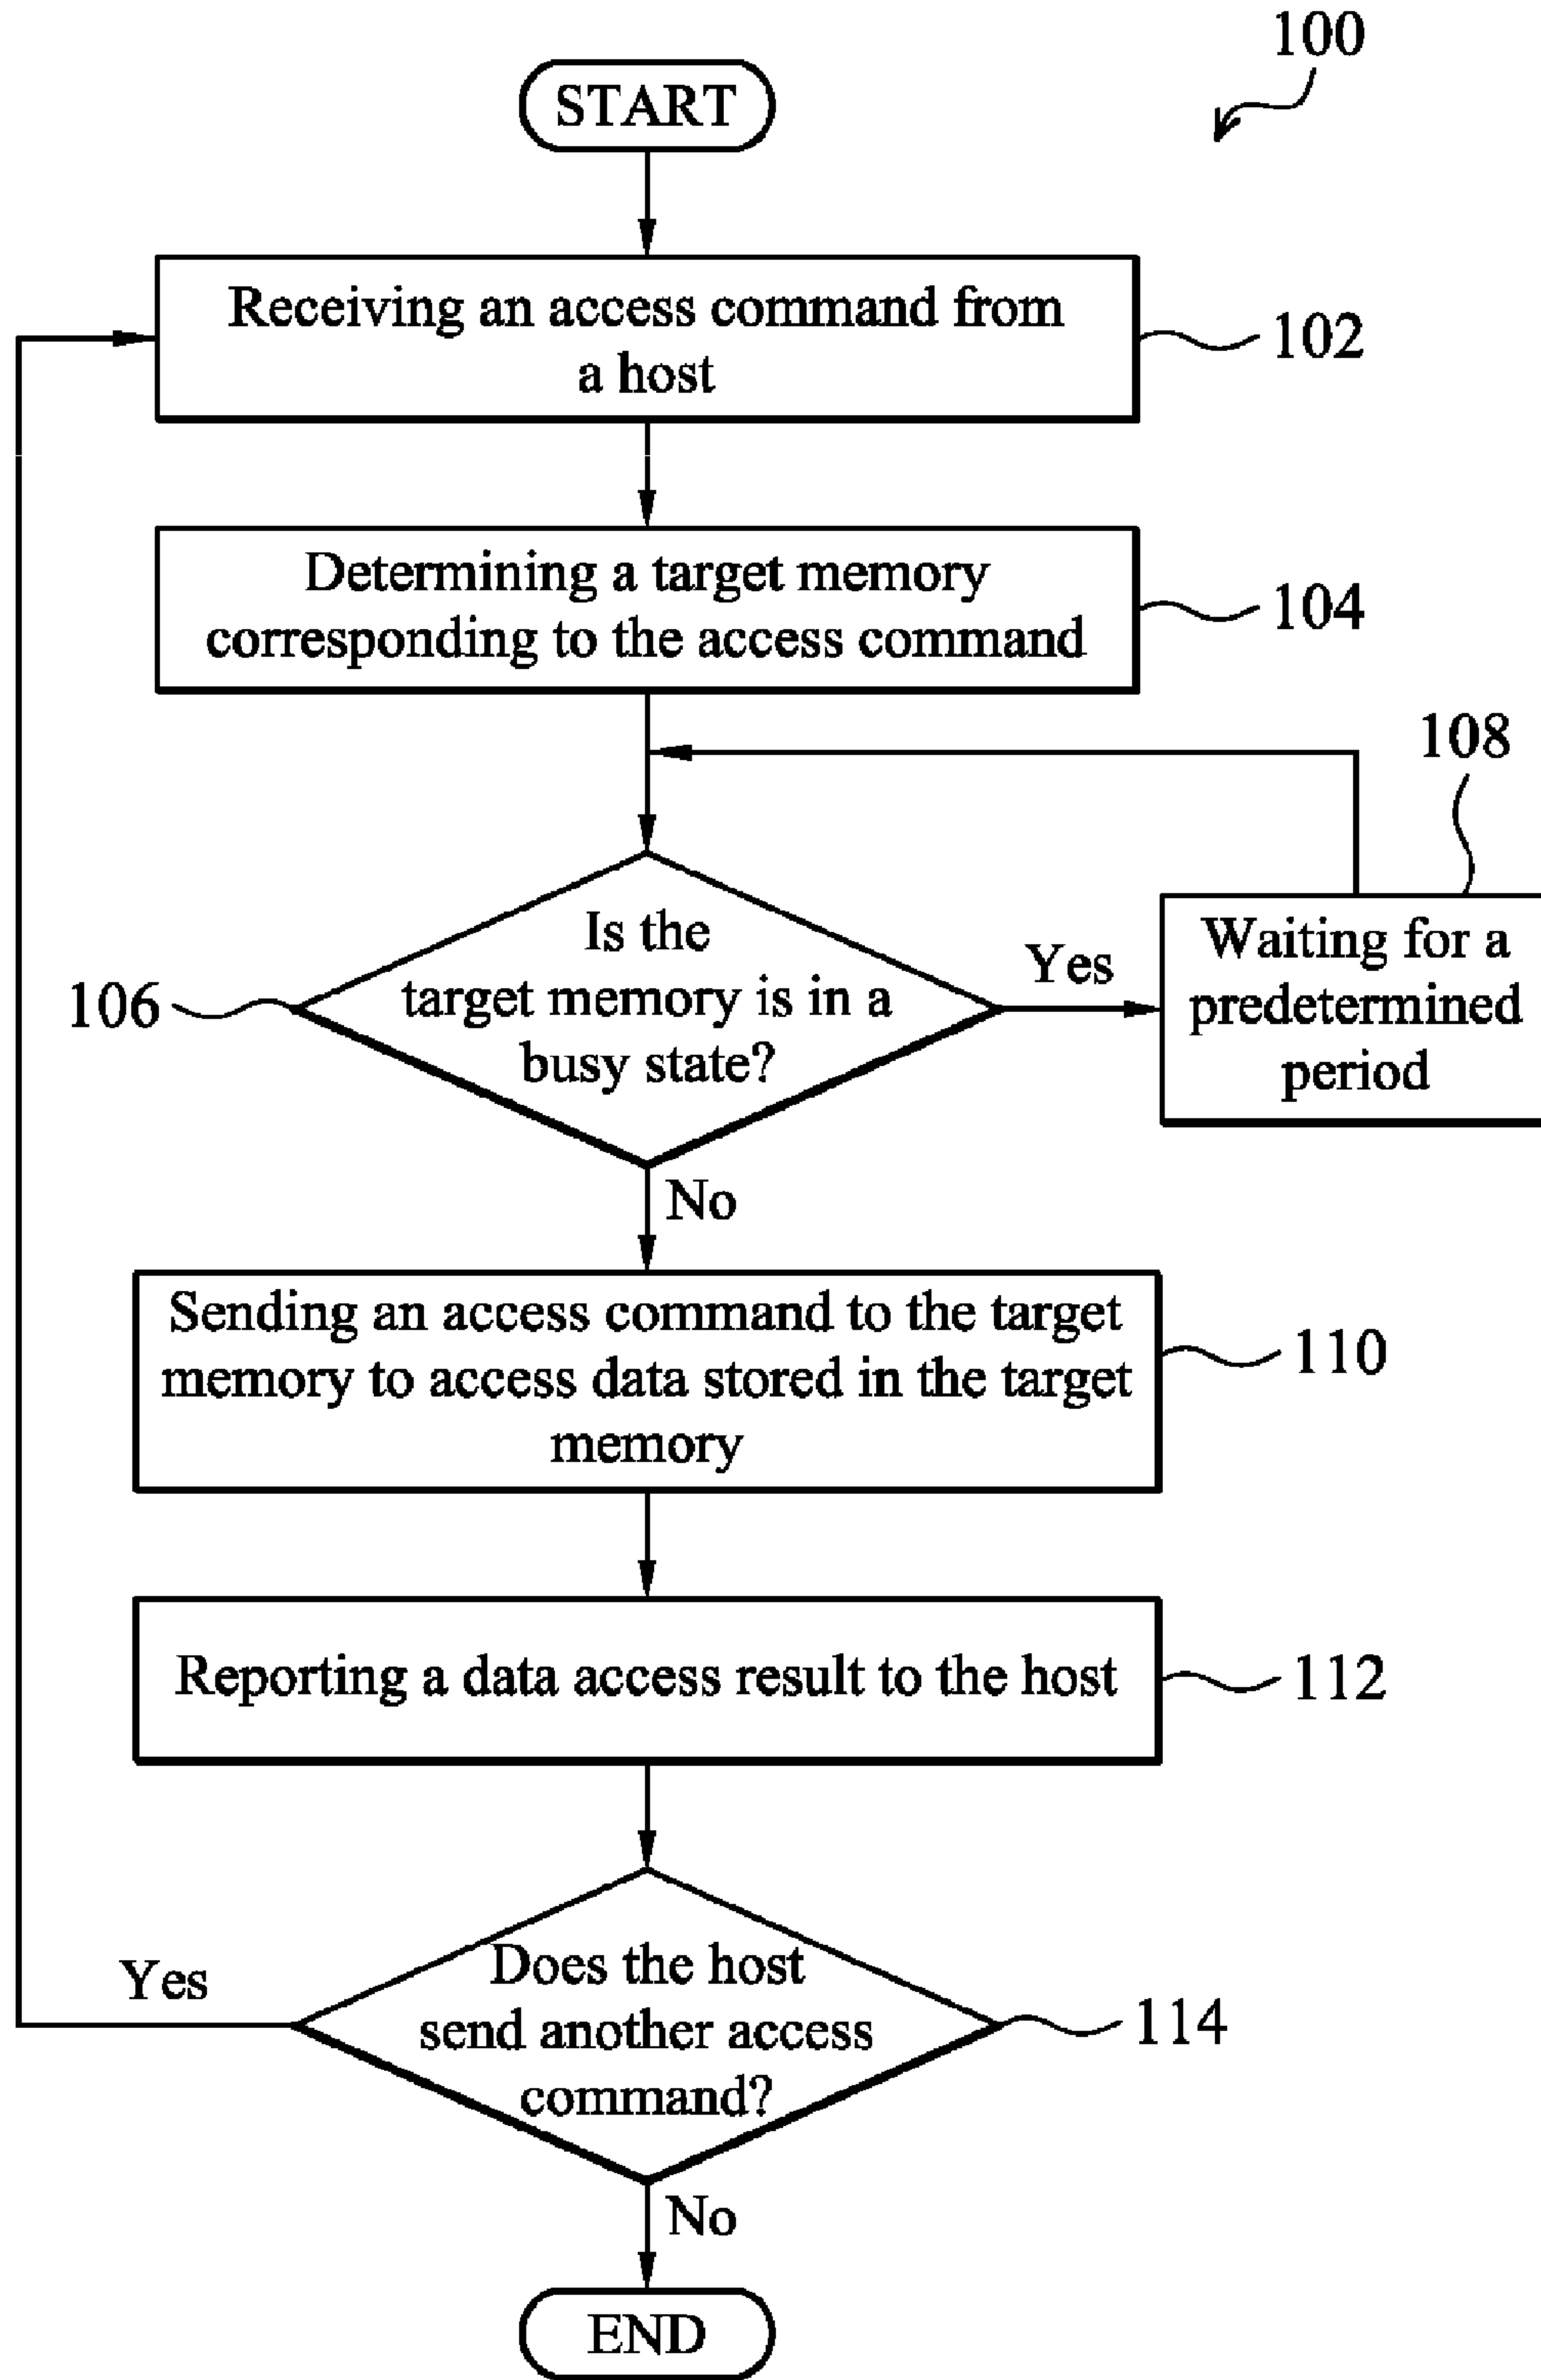 100
START
Receiving an access command from
a host
102
Determining a target memory
corresponding to the access command
104
108
Is the
target memory is in a
busy state?
106
Yes
Waiting for a
predetermined
period
No
Sending an access command to the target
memory to access data stored in the target
memory
110
Reporting a data access result to the host
112
Does the host
send another access
command?
Yes
114
No
END